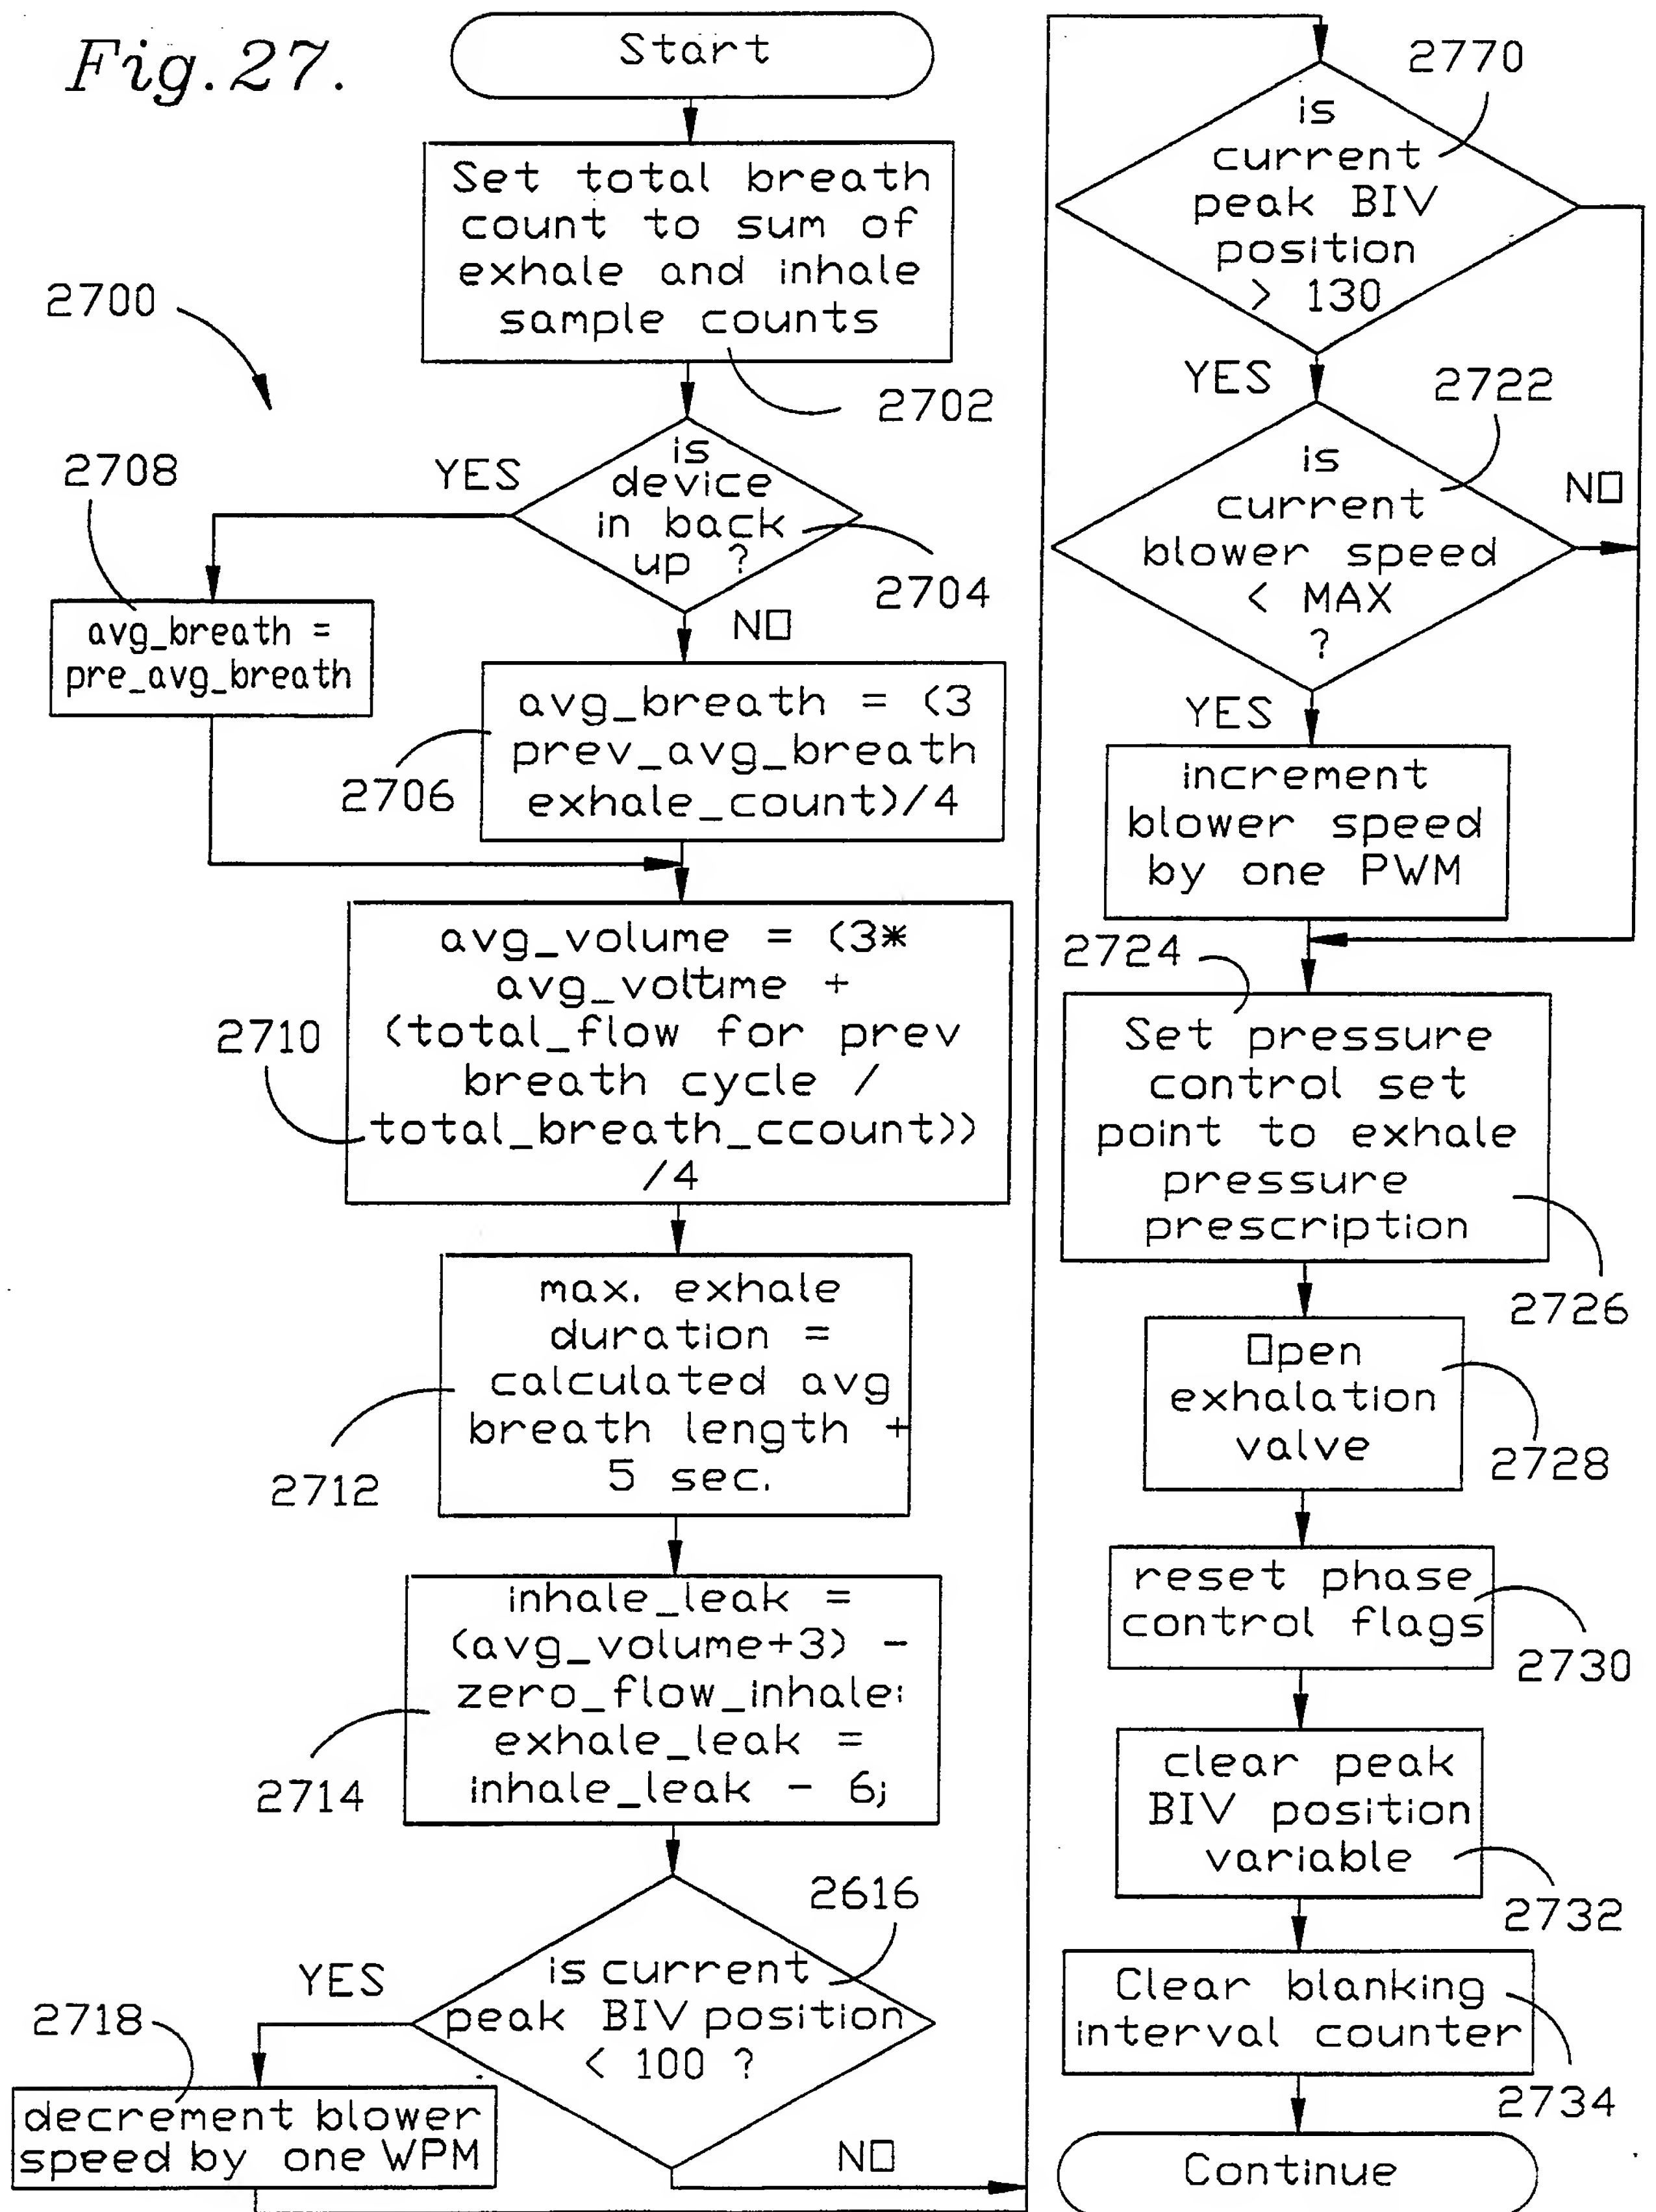 Fig.27.
Start
Set total breath
count to sum of
exhale and inhale
sample counts
2700
2702
is
device
in back
up ?
YES
2708
2704
NO
avg_breath =
pre_avg_breath
avg_breath = (3
prev_avg_breath
exhale_count)/4
2706
avg_volume = (3*
avg_voltime +
(total_flow for prev
breath cycle /
total_breath_ccount))
/4
2710
max. exhale
duration =
calculated avg
breath length +
5 sec.
2712
inhale_leak =
(avg_volume+3) -
zero_flow_inhale;
exhale_leak =
inhale_leak - 6;
2714
2616
is current
peak BIV position
< 100 ?
YES
2718
decrement blower
speed by one WPM
NO
2770
is
current
peak BIV
position
> 130
YES
2722
is
current
blower speed
< MAX
?
NO
YES
increment
blower speed
by one PWM
2724
Set pressure
control set
point to exhale
pressure
prescription
2726
Open
exhalation
valve
2728
reset phase
control flags
2730
clear peak
BIV position
variable
2732
Clear blanking
interval counter
2734
Continue